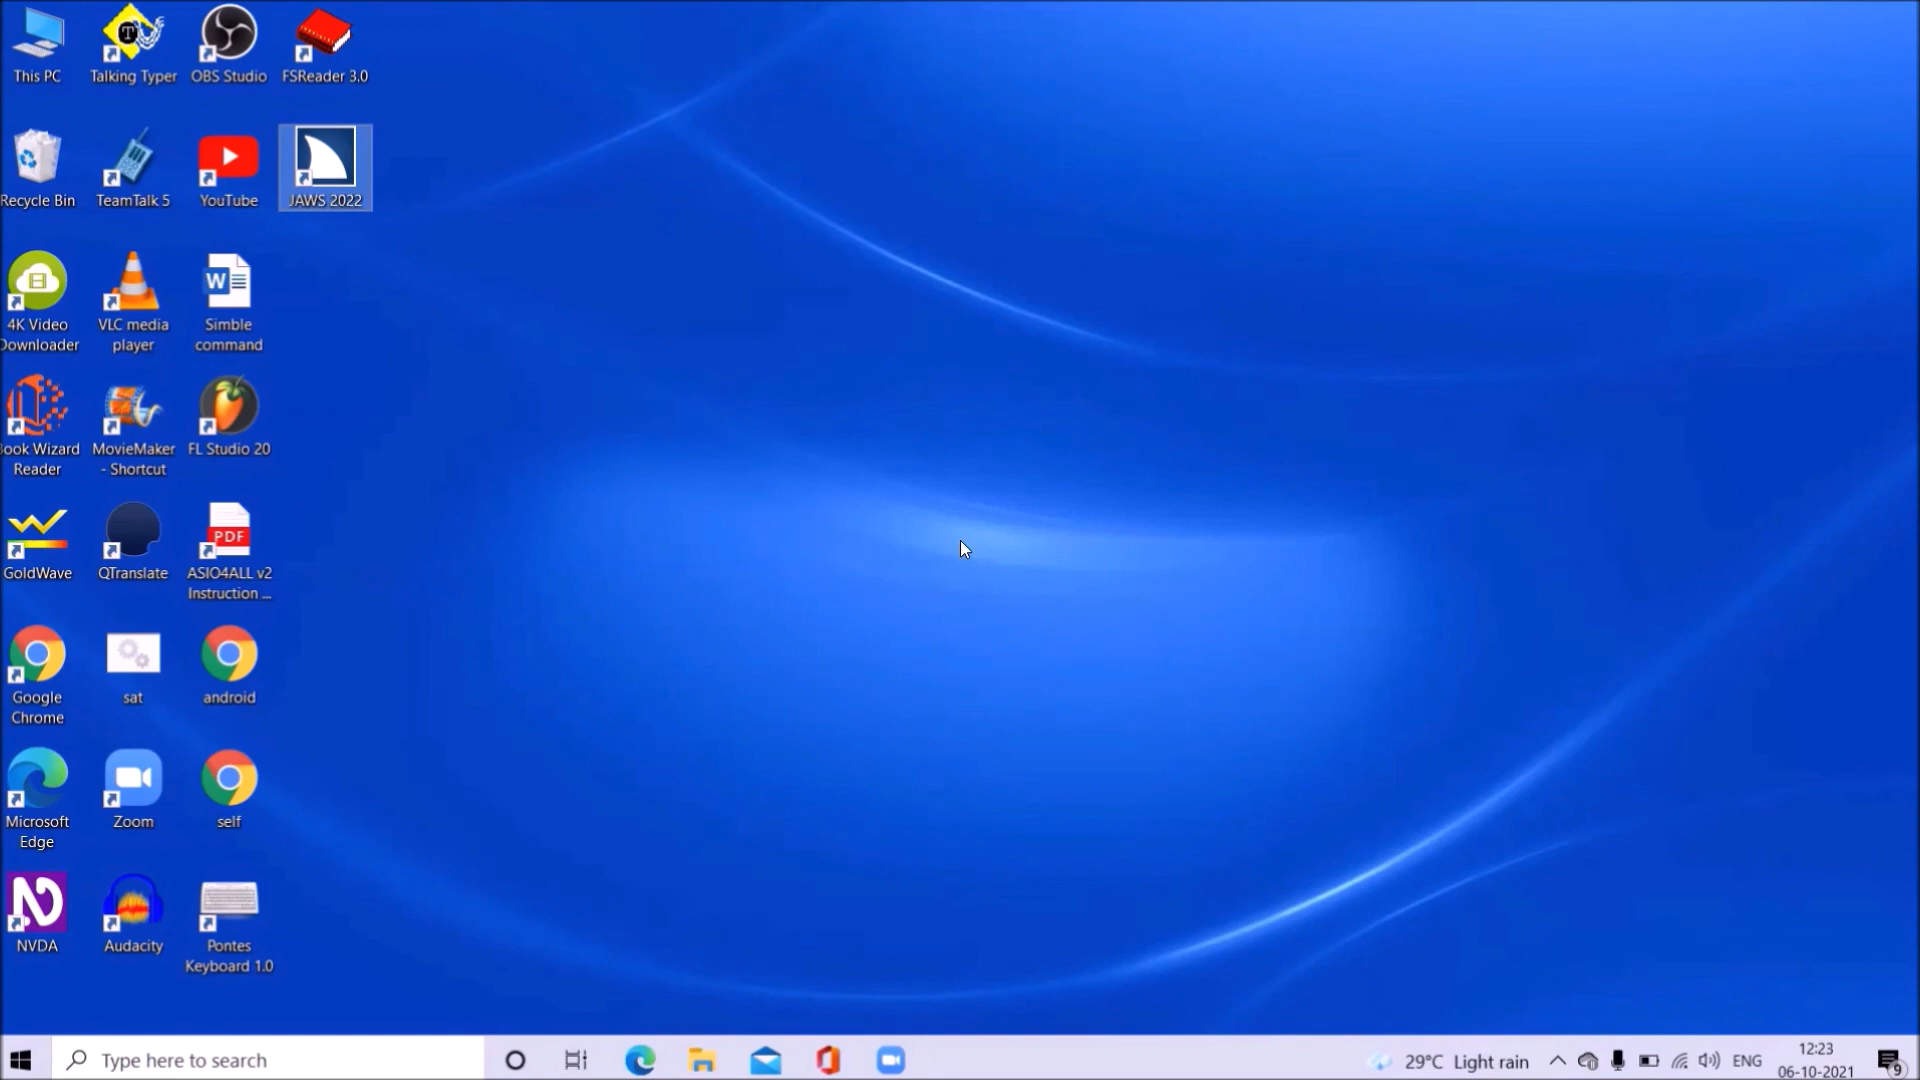 This PC
Talking Typer
OBS Studio
FSReader 3.0
Recycle Bin
TeamTalk 5
YouTube
JAWS 2022
4K Video
Downloader
VLC media
player
Simble
command
Book Wizard
Reader
MovieMaker
- Shortcut
FL Studio 20
GoldWave
QTranslate
PDF
ASIO4ALL v2
Instruction ...
Google
Chrome
sat
android
Microsoft
Edge
Zoom
self
NVDA
Audacity
Pontes
Keyboard 1.0
Type here to search
29°C Light rain
ENG
12:23
06-10-2021
9